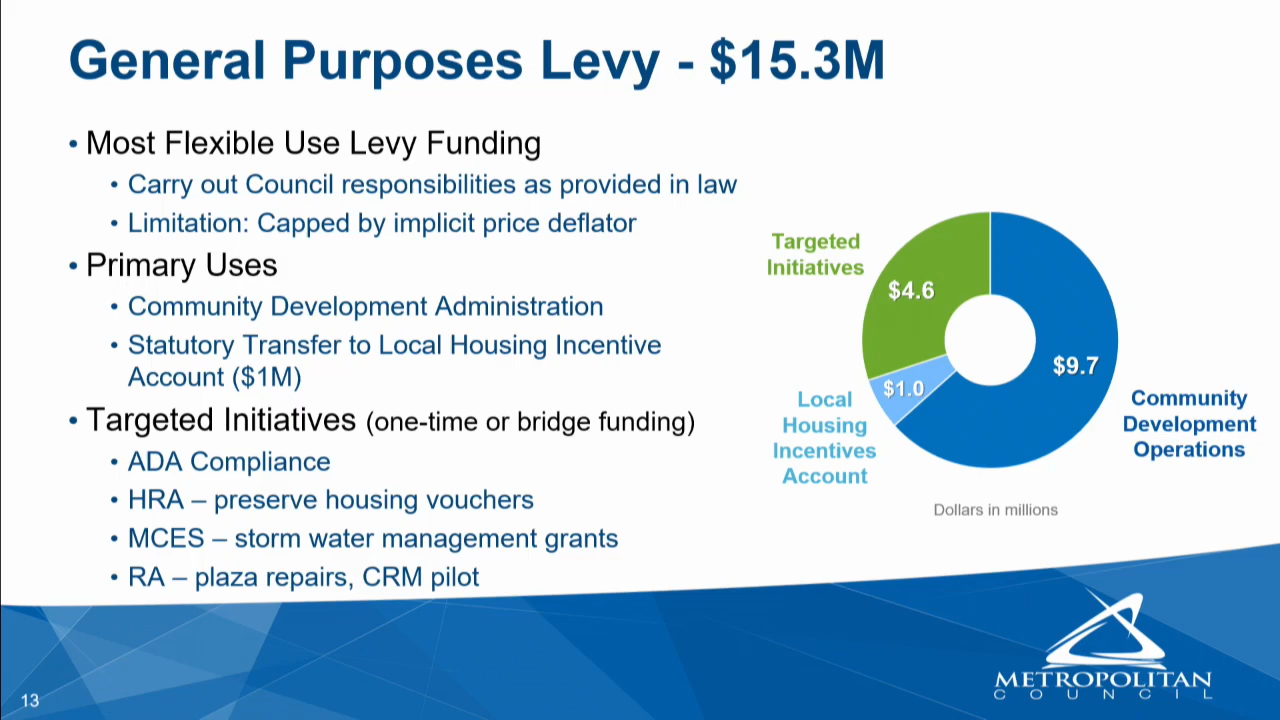 General Purposes Levy - $15.3M
• Most Flexible Use Levy Funding
• Carry out Council responsibilities as provided in law
• Limitation: Capped by implicit price deflator
• Primary Uses
• Community Development Administration
• Statutory Transfer to Local Housing Incentive
Account ($1M)
• Targeted Initiatives (one-time or bridge funding)
• ADA Compliance
• HRA – preserve housing vouchers
• MCES – storm water management grants
• RA – plaza repairs, CRM pilot
Targeted
Initiatives
$4.6
$9.7
$1.0
Local
Housing
Incentives
Account
Community
Development
Operations
Dollars in millions
13
METROPOLITAN
COUNCIL